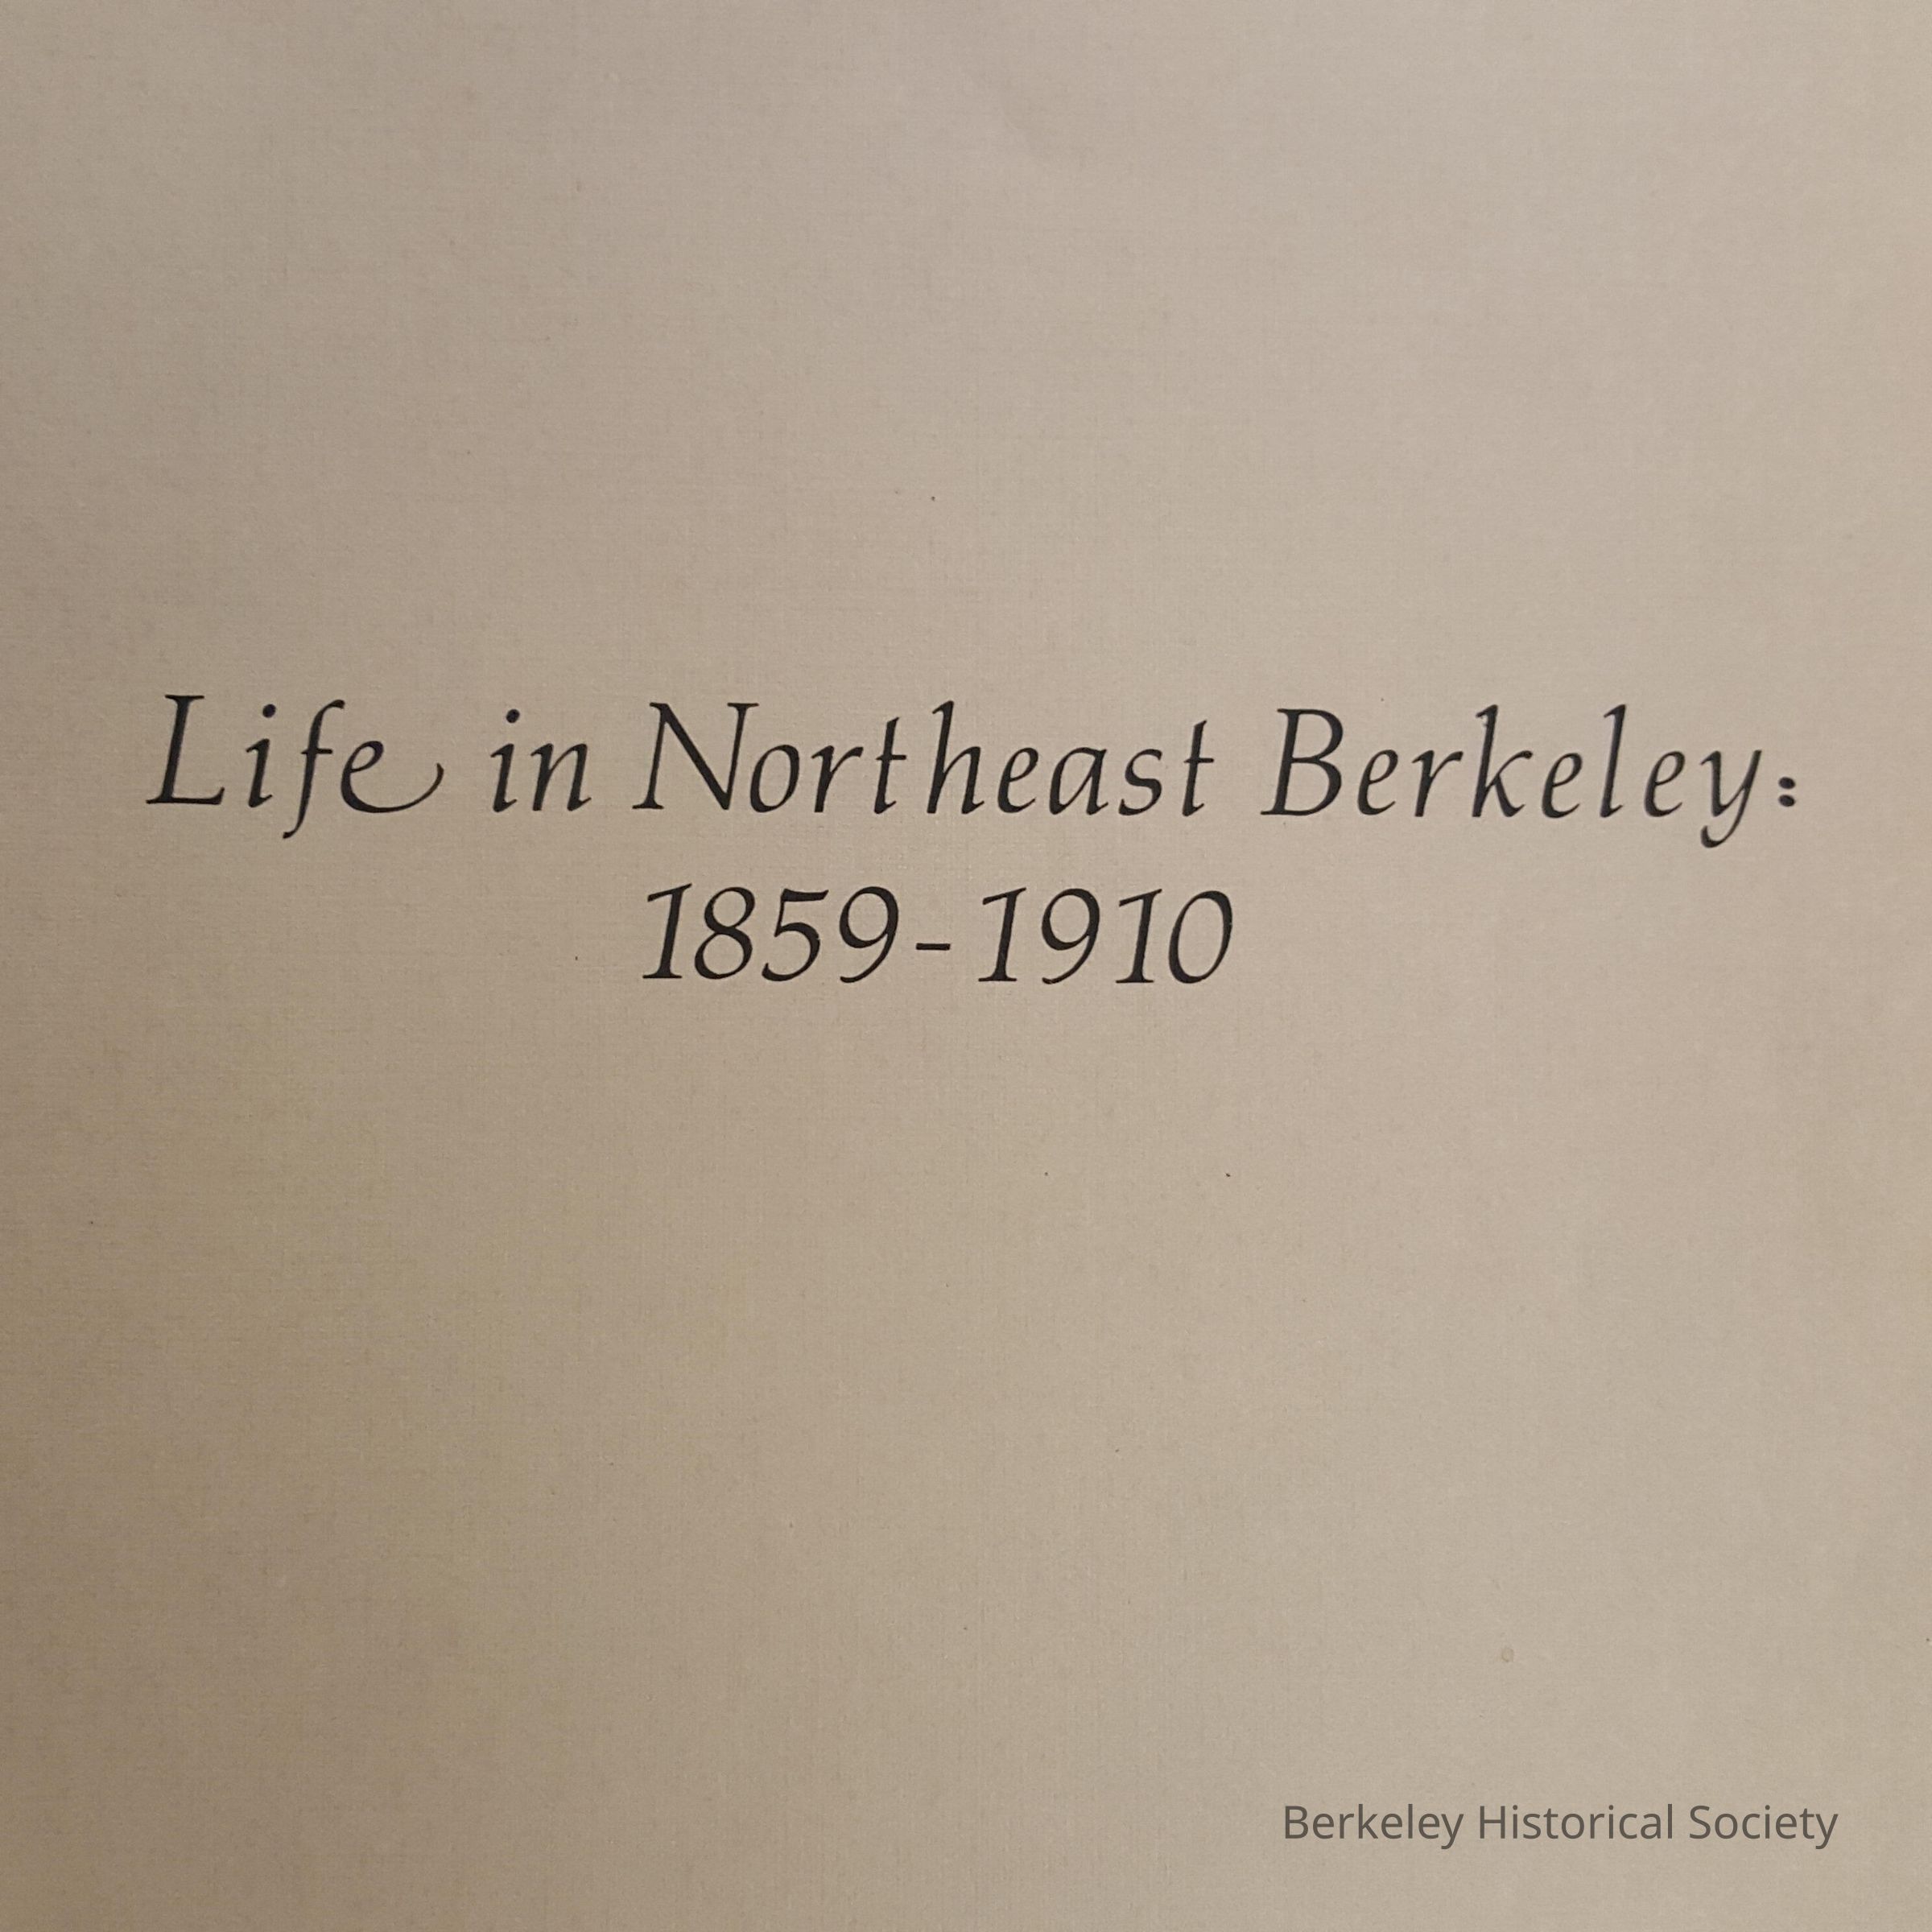 Life in Northeast Berkeley:
1859-1910
Berkeley Historical Society